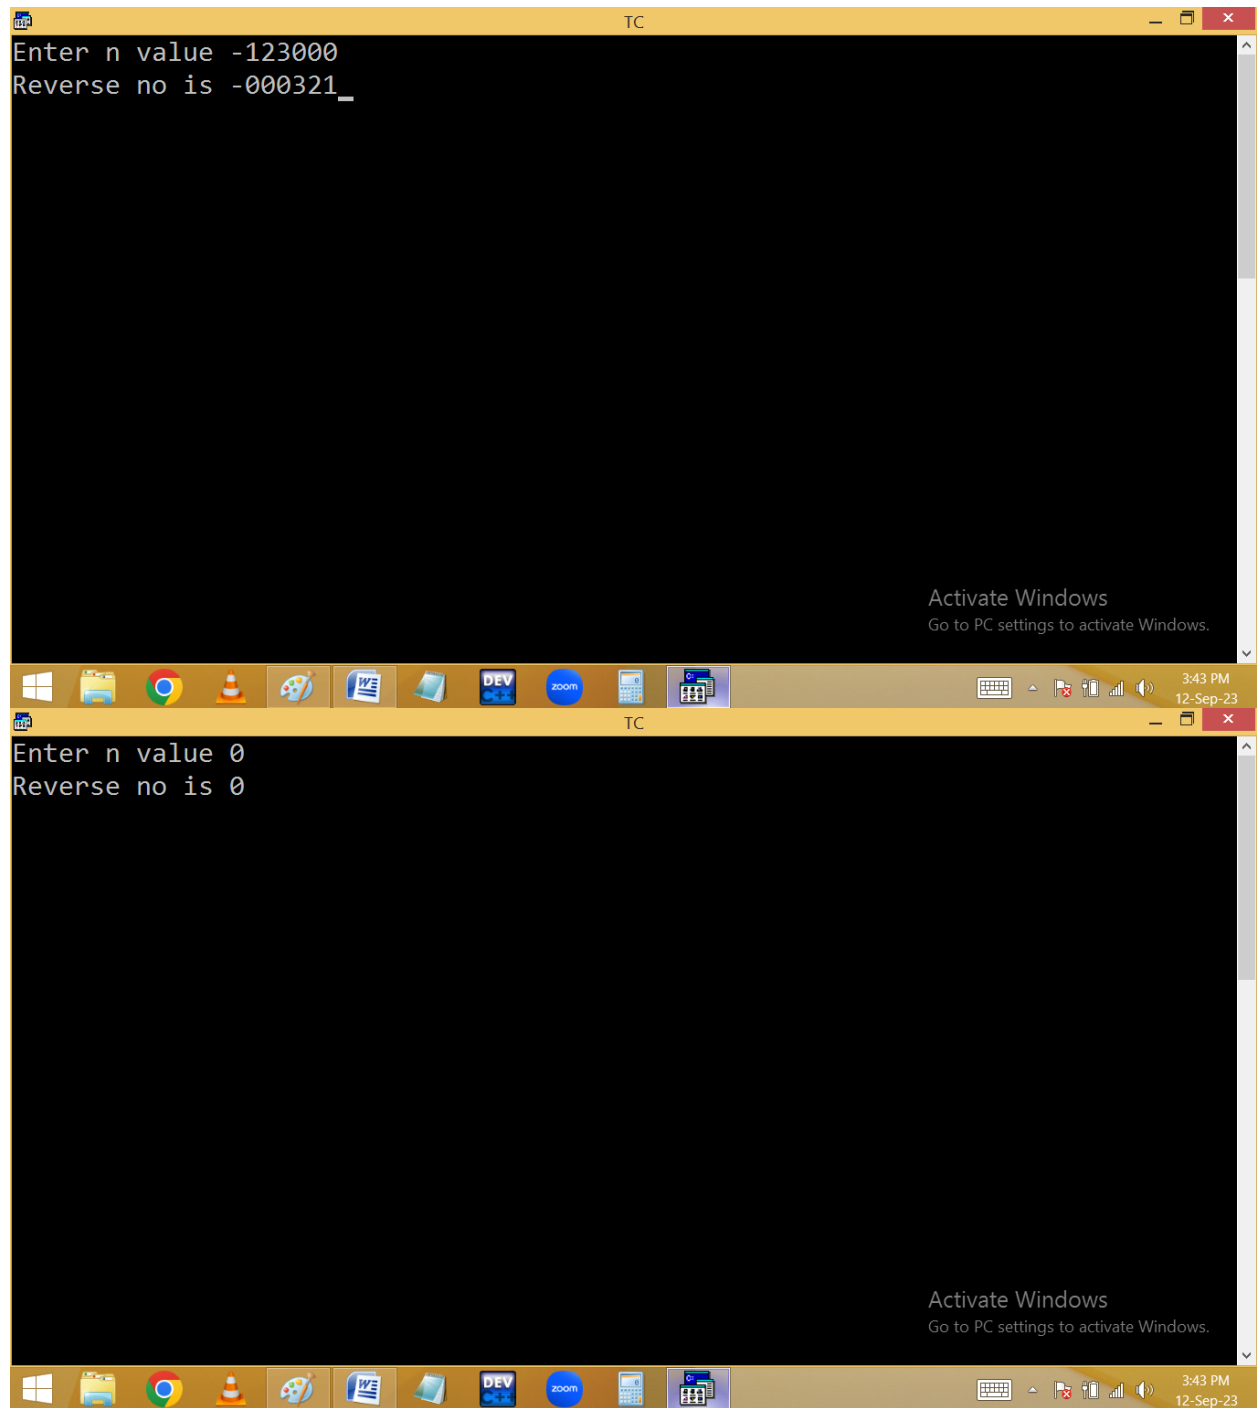 TC
Enter n value -123000
Reverse no is -000321_
Activate Windows
Go to PC settings to activate Windows.
DEV
C++
zoom
3:43 PM
12-Sep-23
TC
Enter n value 0
Reverse no is 0
Activate Windows
Go to PC settings to activate Windows.
DEV
C++
zoom
3:43 PM
12-Sep-23